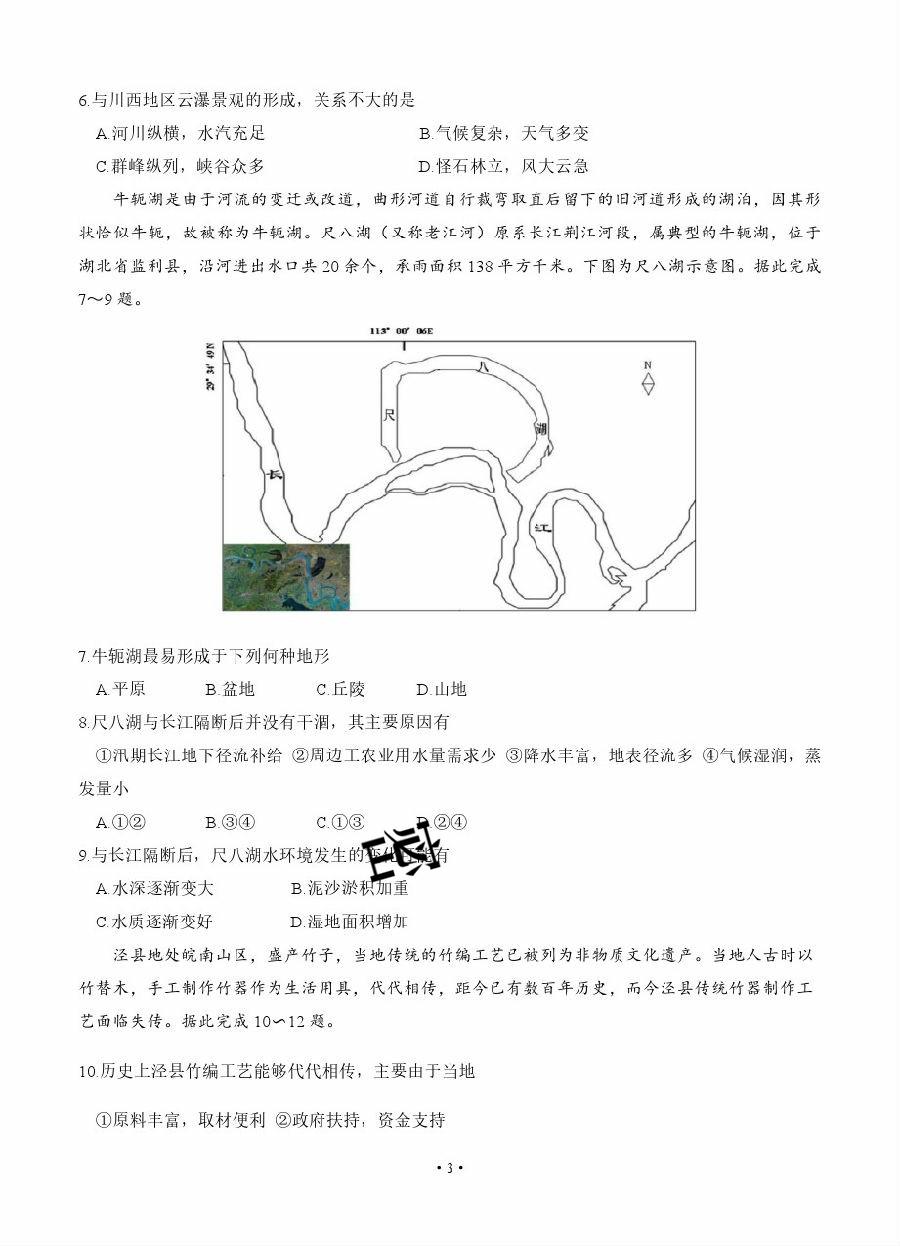 6.与川西地区云瀑景观的形成，关系不大的是
A.河川纵横，水汽充足 B.气候复杂，天气多变
C.群峰纵列，峡谷众多 D.怪石林立，风大云急
牛轭湖是由于河流的变迁或改道，曲形河道自行裁弯取直后留下的旧河道形成的湖泊，因其形
状恰似牛轭，故被称为牛轭湖。尺八湖（又称老江河）原系长江荆江河段，属典型的牛轭湖，位于
湖北省监利县，沿河进出水口共 20 余个，承雨面积 138 平方千米。下图为尺八湖示意图。据此完成
7～9 题。
113° 00′ 06E
29° 34′ 49N
N
八
尺
湖
长
江
7.牛轭湖最易形成于下列何种地形
A.平原 B.盆地 C.丘陵 D.山地
8.尺八湖与长江隔断后并没有干涸，其主要原因有
①汛期长江地下径流补给 ②周边工农业用水量需求少 ③降水丰富，地表径流多 ④气候湿润，蒸
发量小
A.①② B.③④ C.①③ D.②④
9.与长江隔断后，尺八湖水环境发生的变化可能有
A.水深逐渐变大 B.泥沙淤积加重
C.水质逐渐变好 D.湿地面积增加
泾县地处皖南山区，盛产竹子，当地传统的竹编工艺已被列为非物质文化遗产。当地人古时以
竹替木，手工制作竹器作为生活用具，代代相传，距今已有数百年历史，而今泾县传统竹器制作工
艺面临失传。据此完成 10～12 题。
10.历史上泾县竹编工艺能够代代相传，主要由于当地
①原料丰富，取材便利 ②政府扶持，资金支持
• 3 •